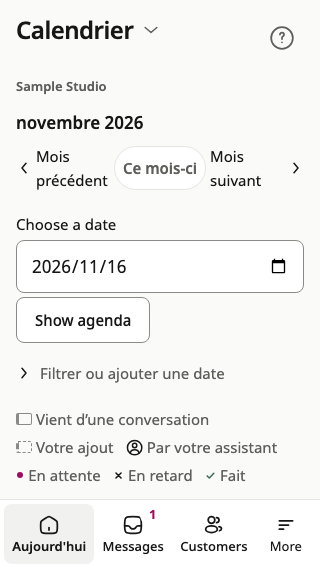 Calendrier
Sample Studio
novembre 2026
Mois précédent
Ce mois-ci
Mois suivant
Choose a date
2026/11/16
Show agenda
Filtrer ou ajouter une date
Vient d’une conversation
Votre ajout Par votre assistant
En attente En retard Fait
1
Aujourd'hui Messages Customers More